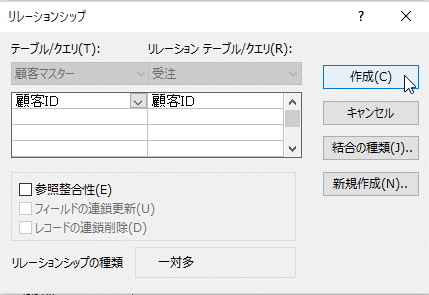 リレーションシップ
テーブル/クエリ(T):
リレーション テーブル/クエリ(R):
顧客マスター
受注
顧客ID
顧客ID
作成(C)
キャンセル
結合の種類(J)..
新規作成(N)..
参照整合性(E)
フィールドの連鎖更新(U)
レコードの連鎖削除(D)
リレーションシップの種類
一対多